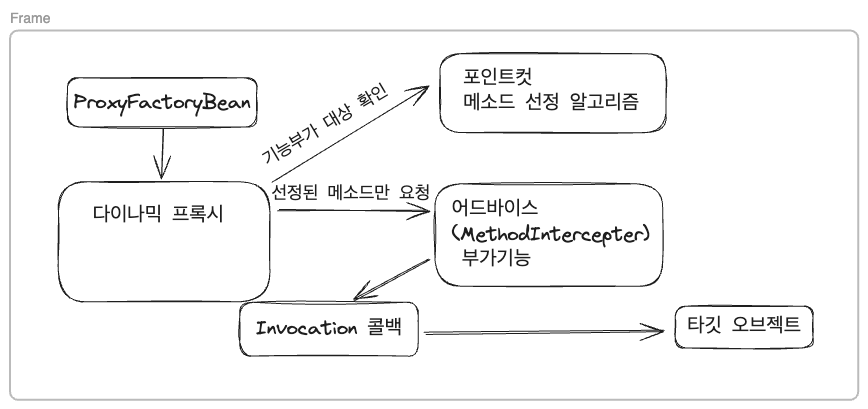 Frame
ProxyFactoryBean
포인트컷
메소드 선정 알고리즘
기능부가 대상 확인
선정된 메소드만 요청
다이나믹 프록시
어드바이스
(MethodIntercepter)
부가기능
Invocation 콜백
타깃 오브젝트